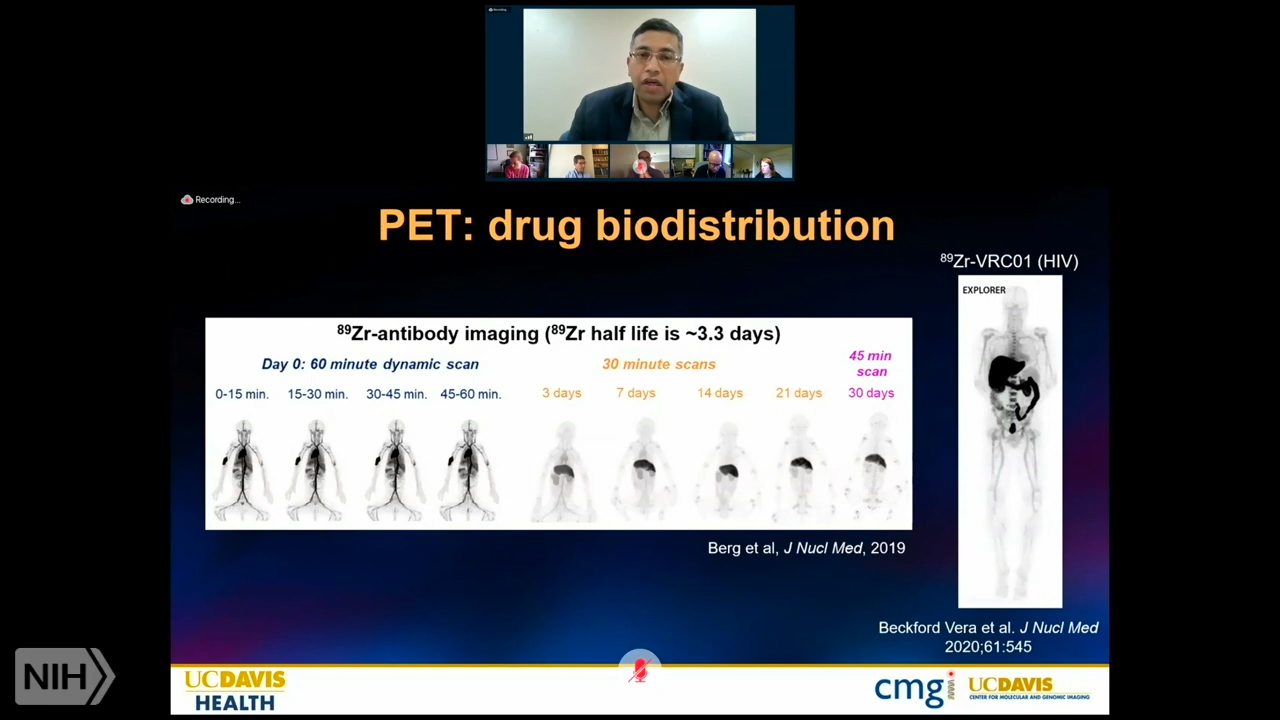 Recording...
PET: drug biodistribution
⁸⁹Zr-VRC01 (HIV)
EXPLORER
⁸⁹Zr-antibody imaging (⁸⁹Zr half life is ~3.3 days)
Day 0: 60 minute dynamic scan
30 minute scans
45 min
scan
0-15 min.
15-30 min.
30-45 min.
45-60 min.
3 days
7 days
14 days
21 days
30 days
Berg et al, J Nucl Med, 2019
Beckford Vera et al. J Nucl Med
2020;61:545
NIH
UCDAVIS
HEALTH
cmgi
UCDAVIS
CENTER FOR MOLECULAR AND GENOMIC IMAGING